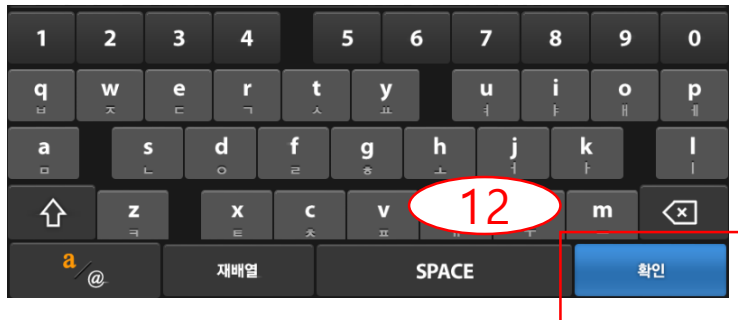 1 2 3 4 5 6 7 8 9 0
q w e r t y u i o p
ㅂ ㅈ ㄷ ㄱ ㅅ ㅛ ㅕ ㅑ ㅐ ㅔ
a s d f g h j k l
ㅁ ㄴ ㅇ ㄹ ㅎ ㅗ ㅓ ㅏ ㅣ
z x c v 12 m
ㅋ ㅌ ㅊ ㅍ ㅜ ㅡ
a/@ 재배열 SPACE 확인